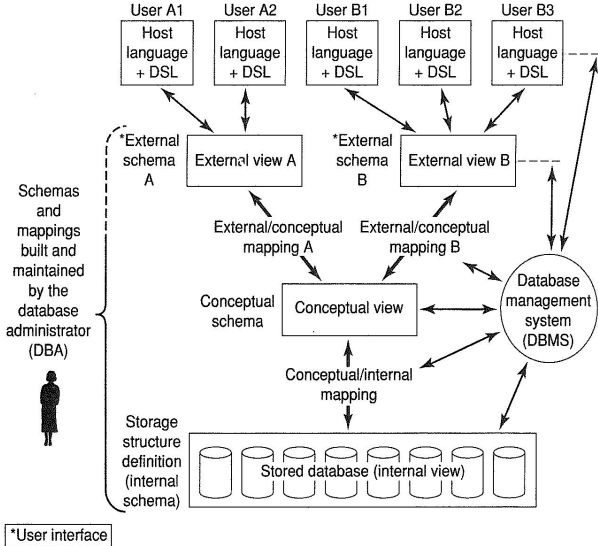 User A1 User A2 User B1 User B2 User B3
Host language + DSL
Host language + DSL
Host language + DSL
Host language + DSL
Host language + DSL
*External
schema
A
External view A
*External
schema
B
External view B
Schemas
and
mappings
built and
maintained
by the
database
administrator
(DBA)
External/conceptual
mapping A
External/conceptual
mapping B
Conceptual
schema
Conceptual view
Database
management
system
(DBMS)
Conceptual/internal
mapping
Storage
structure
definition
(internal
schema)
Stored database (internal view)
*User interface